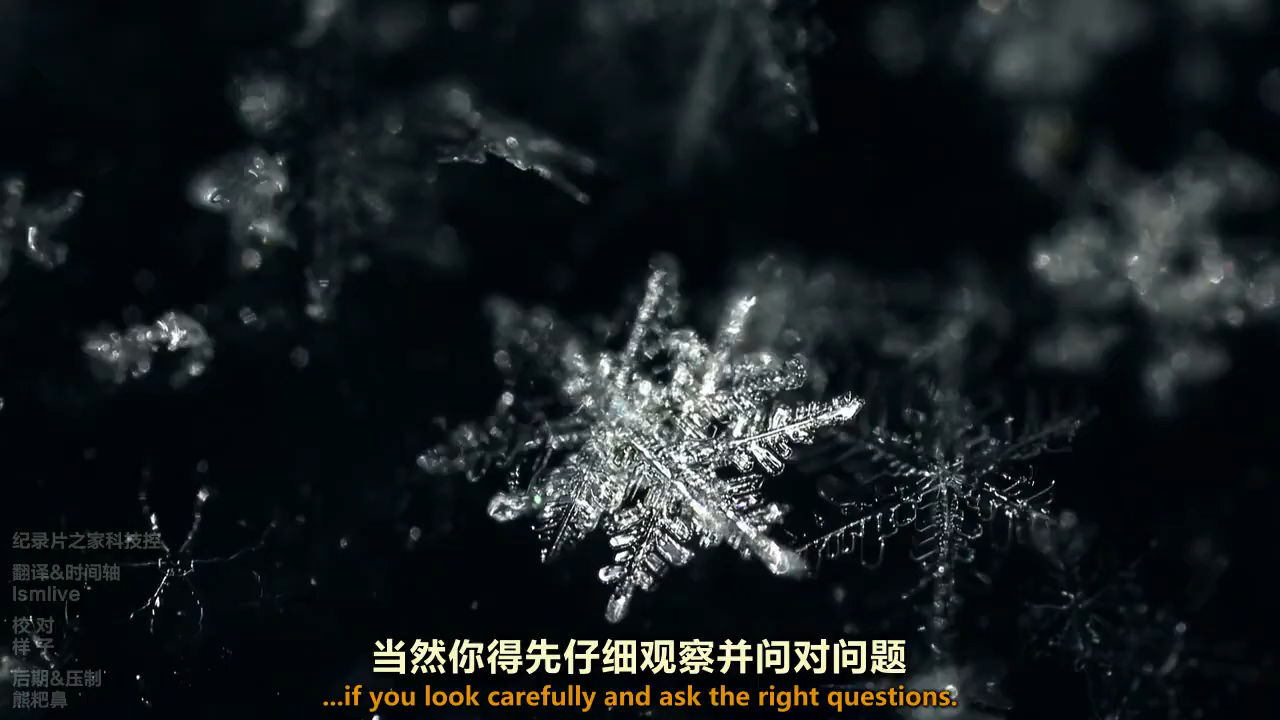 纪录片之家科技控
翻译&时间轴
lsmlive
校 对
样 子
后期&压制
熊粑鼻
当然你得先仔细观察并问对问题
...if you look carefully and ask the right questions.